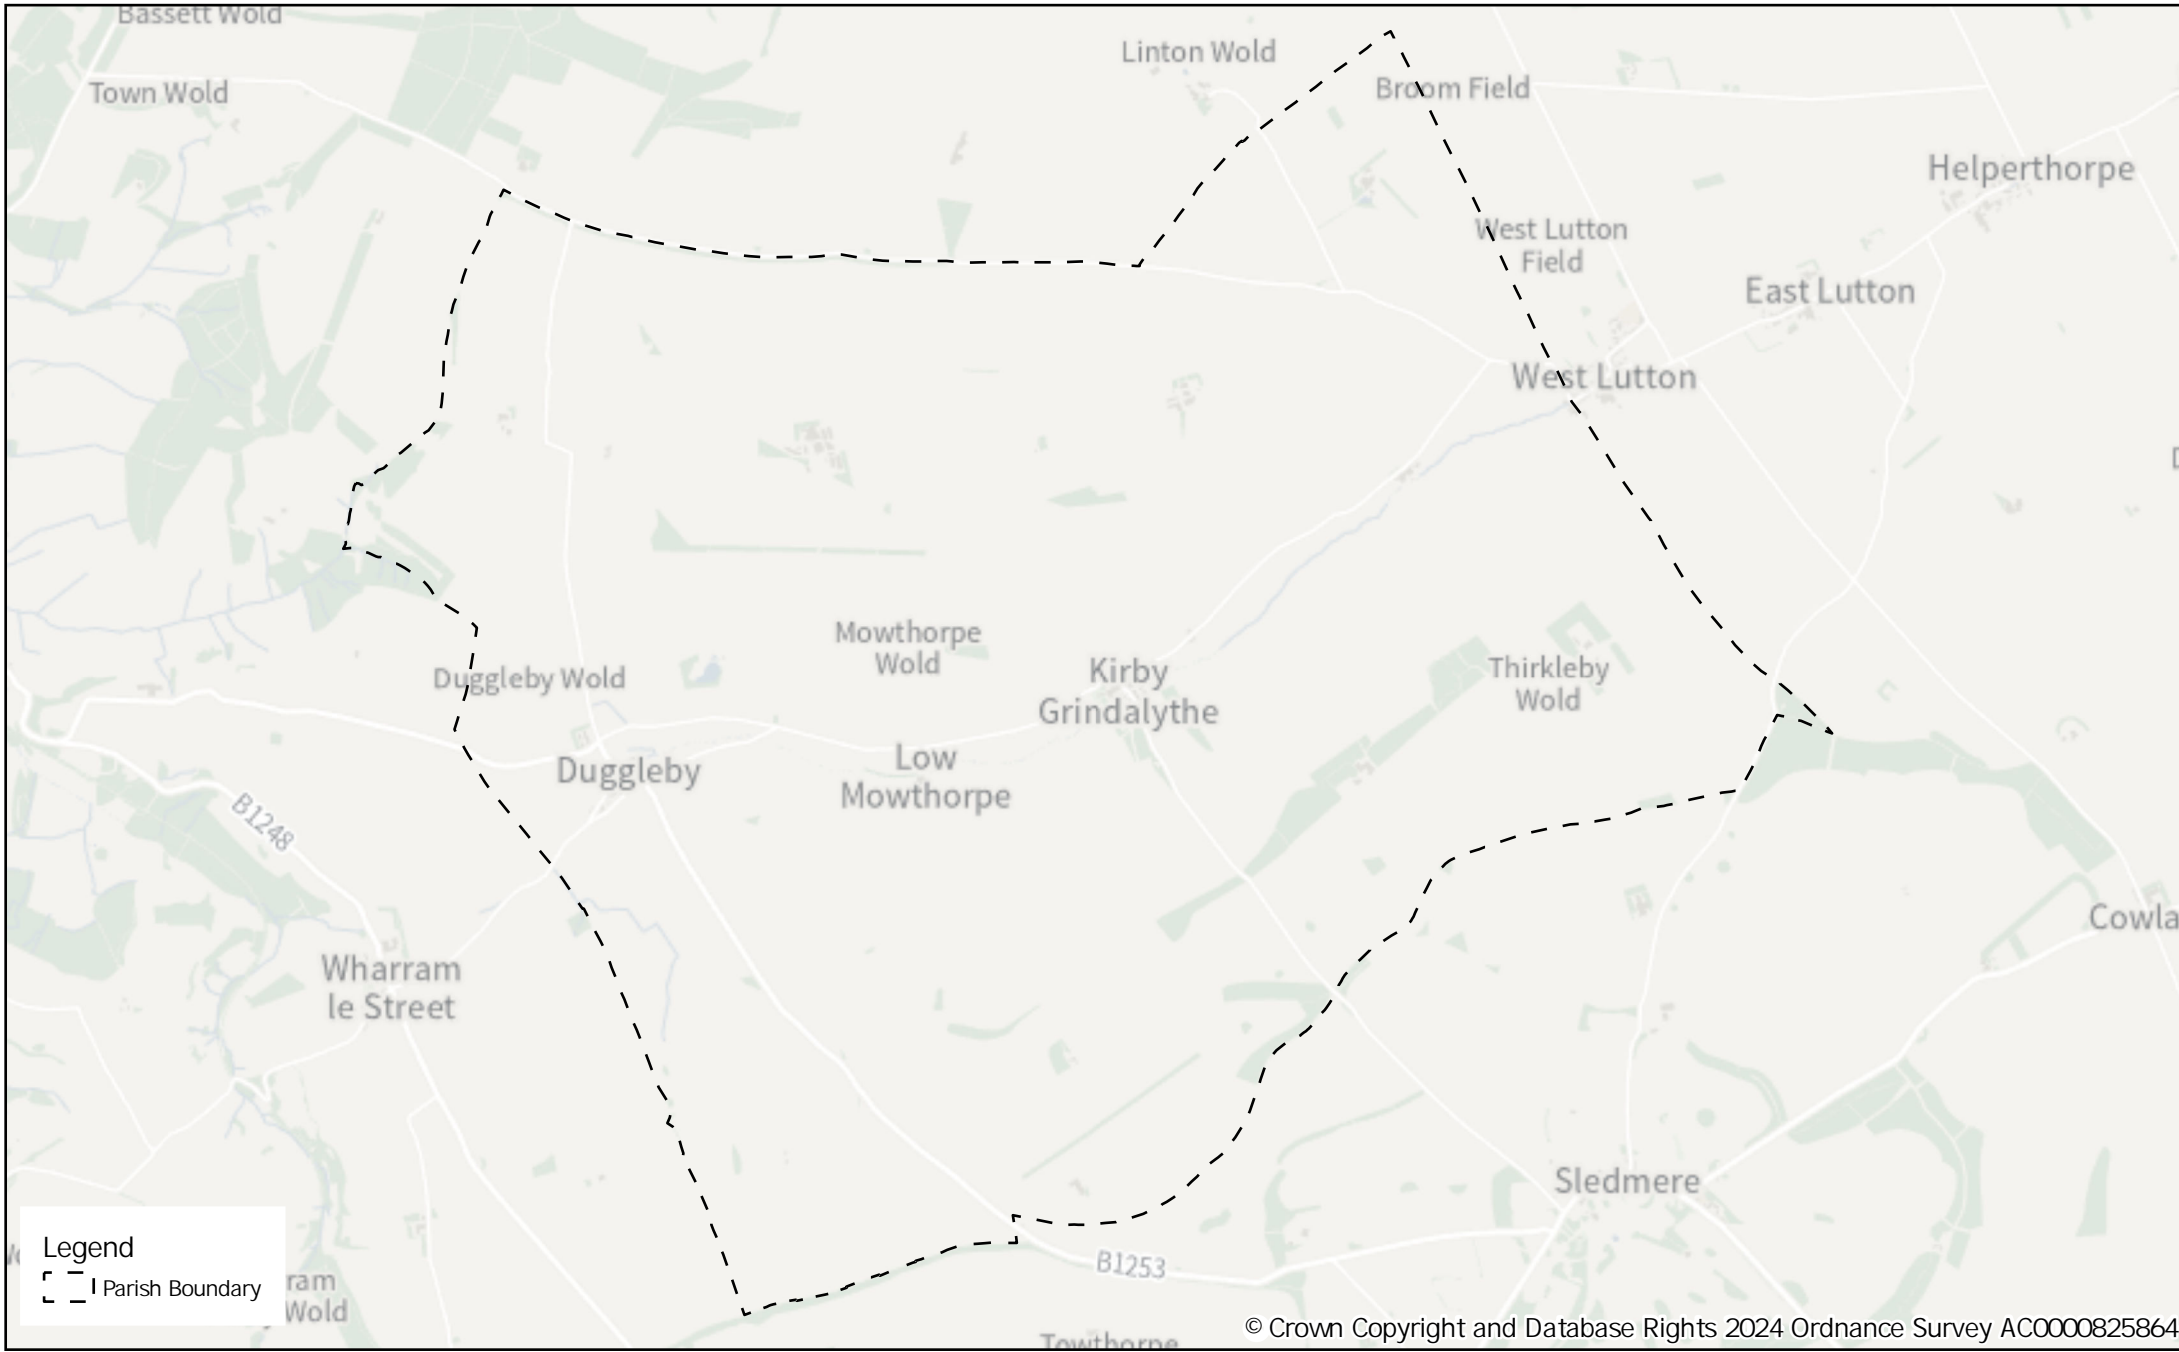 Bassett Wold
Town Wold
Linton Wold
Broom Field
Helperthorpe
West Lutton
Field
East Lutton
West Lutton
Mowthorpe
Wold
Duggleby Wold
Kirby
Grindalythe
Thirkleby
Wold
Duggleby
Low
Mowthorpe
B1248
Wharram
le Street
Cowla
Sledmere
B1253
Towthorpe
ram
Wold
Legend
Parish Boundary
© Crown Copyright and Database Rights 2024 Ordnance Survey AC0000825864